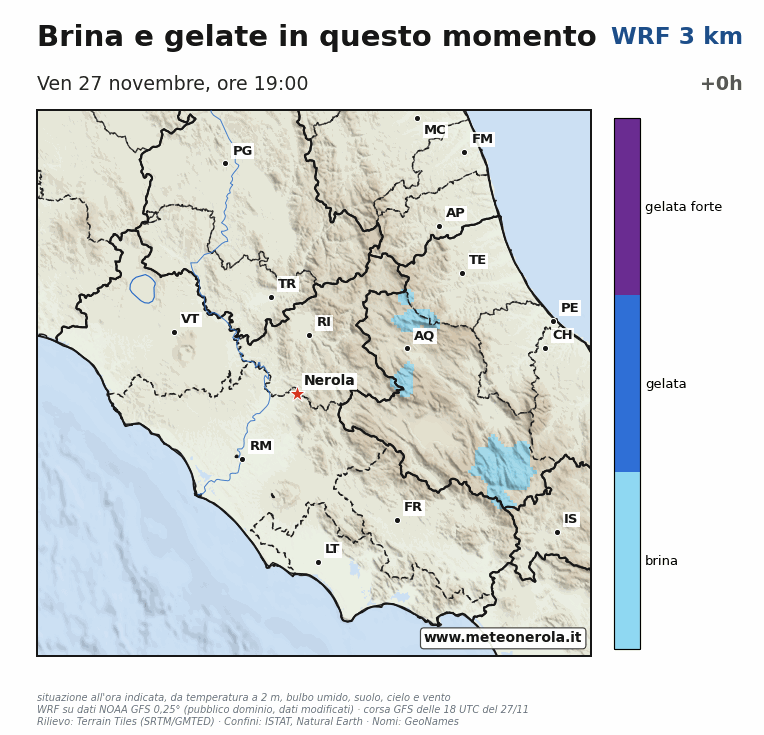 Brina e gelate in questo momento WRF 3 km
Ven 27 novembre, ore 19:00 +0h
MC
FM
PG
AP
TE
TR
PE
VT
RI
AQ
CH
Nerola
RM
FR
IS
LT
www.meteonerola.it
gelata forte
gelata
brina
situazione all'ora indicata, da temperatura a 2 m, bulbo umido, suolo, cielo e vento
WRF su dati NOAA GFS 0,25° (pubblico dominio, dati modificati) · corsa GFS delle 18 UTC del 27/11
Rilievo: Terrain Tiles (SRTM/GMTED) · Confini: ISTAT, Natural Earth · Nomi: GeoNames